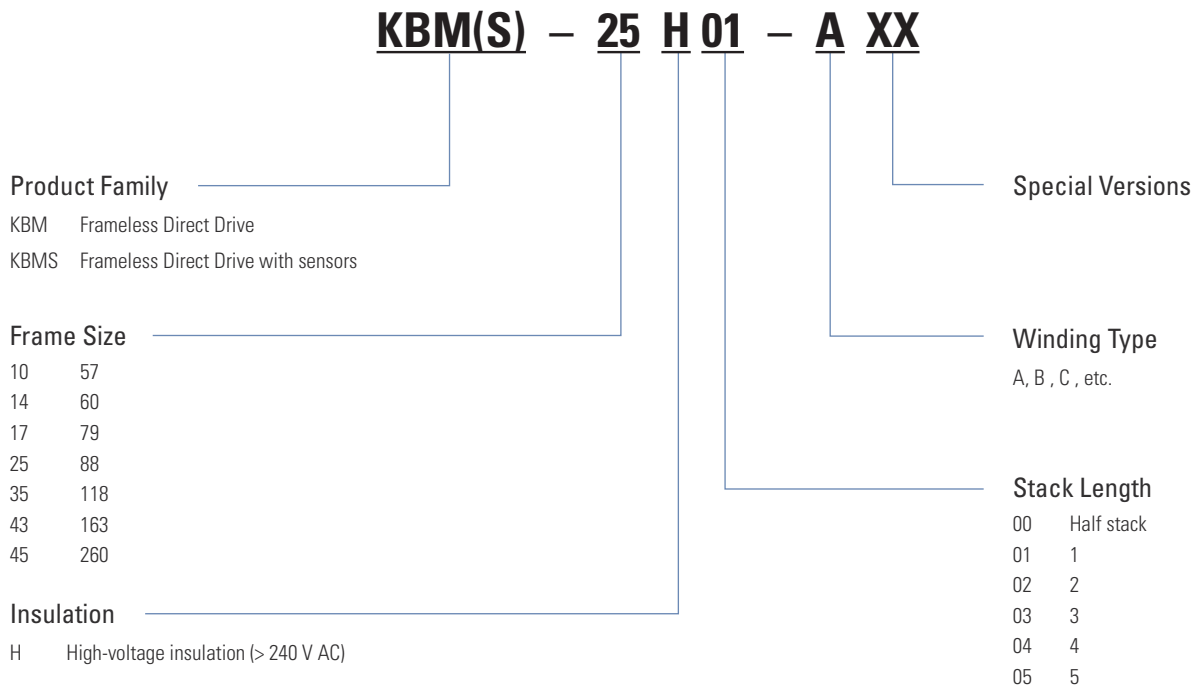 KBM(S) – 25 H 01 – A XX
Product Family
KBM Frameless Direct Drive
KBMS Frameless Direct Drive with sensors
Frame Size
10 57
14 60
17 79
25 88
35 118
43 163
45 260
Insulation
H High-voltage insulation (> 240 V AC)
Special Versions
Winding Type
A, B , C , etc.
Stack Length
00 Half stack
01 1
02 2
03 3
04 4
05 5